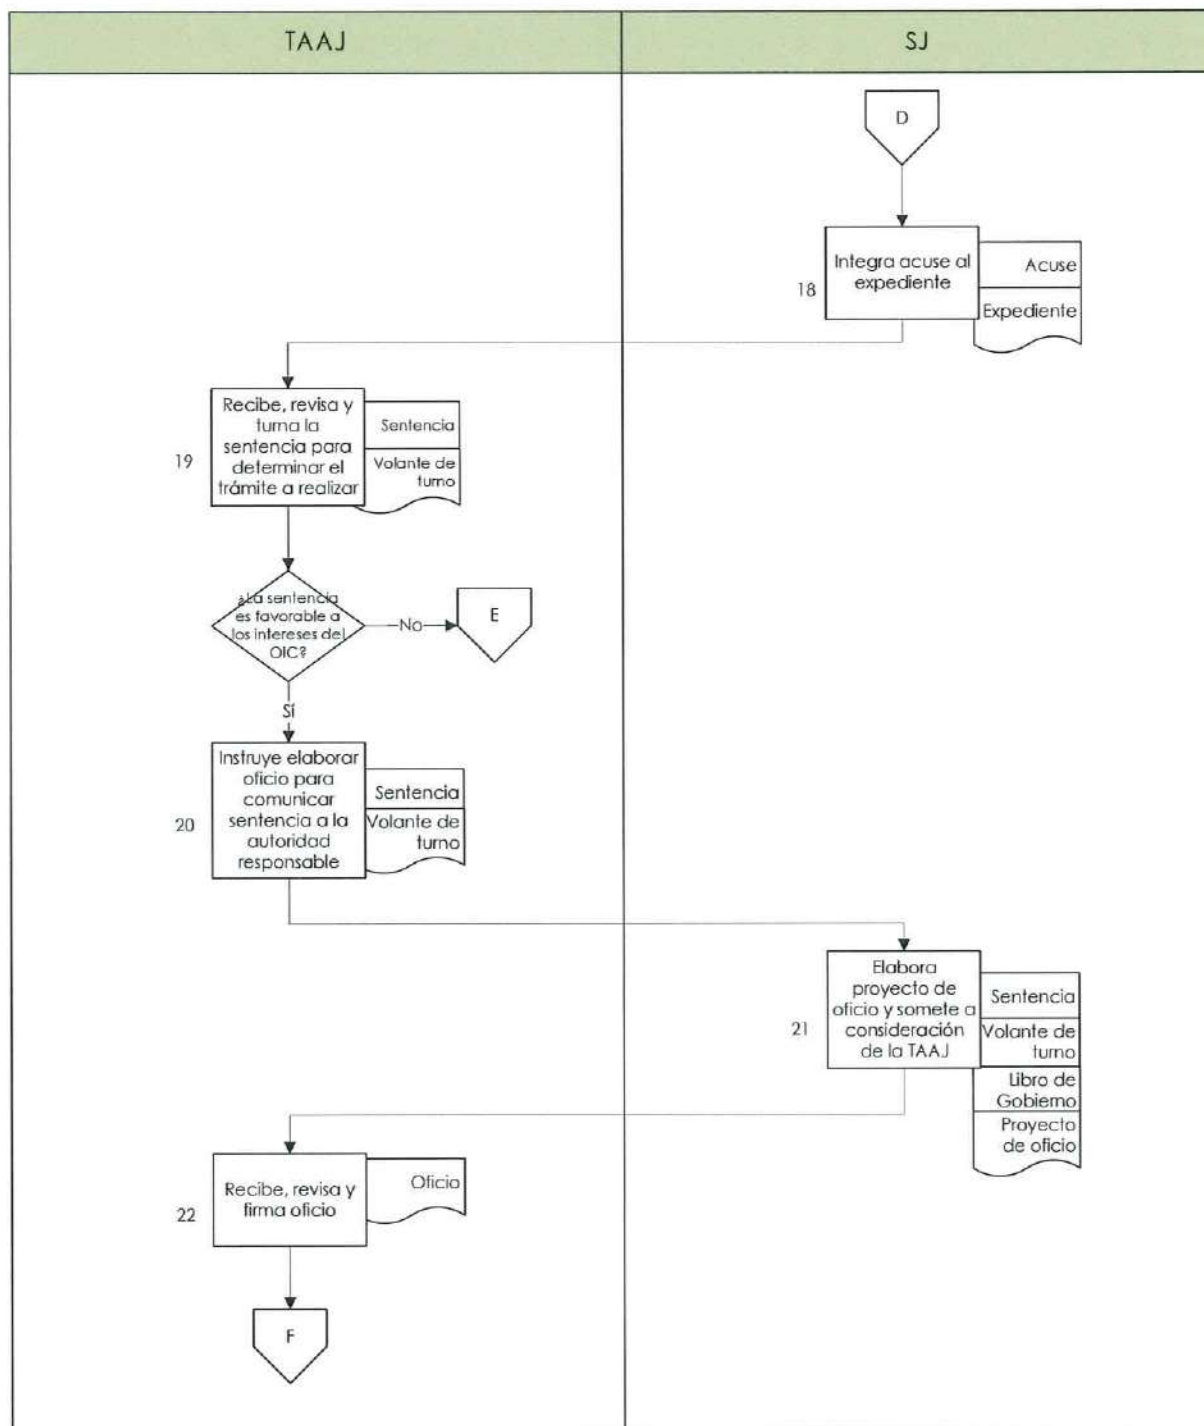 TAAJ
SJ
D
18
Integra acuse al
expediente
Acuse
Expediente
19
Recibe, revisa y
turna la
sentencia para
determinar el
trámite a realizar
Sentencia
Volante de
turno
¿La sentencia
es favorable a
los intereses del
OIC?
No
E
Sí
20
Instruye elaborar
oficio para
comunicar
sentencia a la
autoridad
responsable
Sentencia
Volante de
turno
21
Elabora
proyecto de
oficio y somete a
consideración
de la TAAJ
Sentencia
Volante de
turno
Libro de
Gobierno
Proyecto
de oficio
22
Recibe, revisa y
firma oficio
Oficio
F